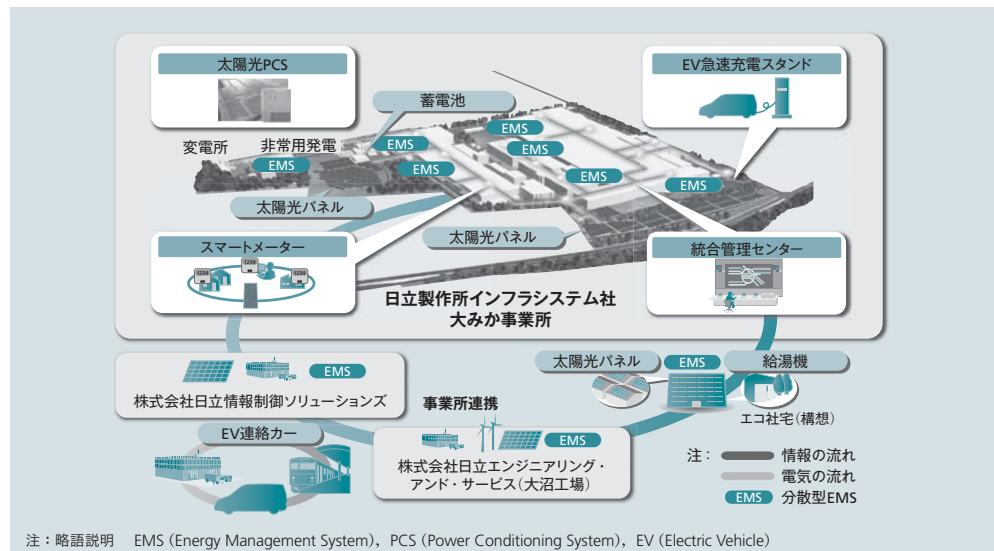 太陽光PCS
EV急速充電スタンド
蓄電池
EMS
変電所
非常用発電
EMS
EMS
EMS
EMS
EMS
EMS
太陽光パネル
太陽光パネル
スマートメーター
1234
1234
1234
統合管理センター
日立製作所インフラシステム社
大みか事業所
EMS
株式会社日立情報制御ソリューションズ
太陽光パネル
EMS
給湯機
エコ社宅（構想）
事業所連携
EMS
株式会社日立エンジニアリング・
アンド・サービス（大沼工場）
EV連絡カー
注： 情報の流れ
電気の流れ
EMS 分散型EMS
注：略語説明 EMS（Energy Management System），PCS（Power Conditioning System），EV（Electric Vehicle）